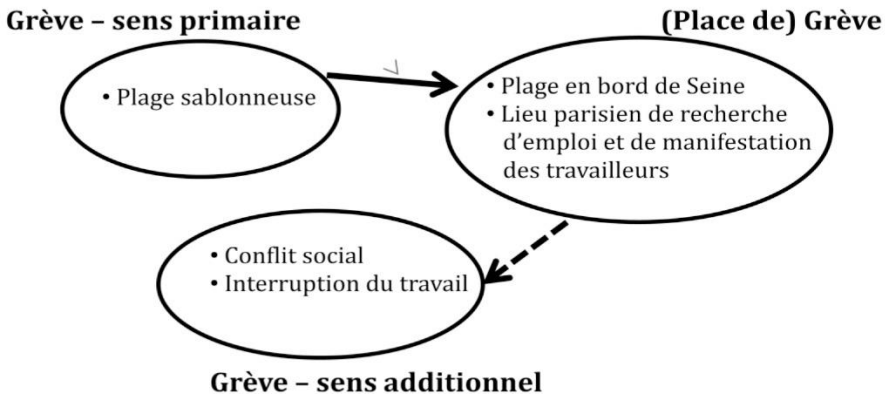 Grève – sens primaire
(Place de) Grève
• Plage sablonneuse
• Plage en bord de Seine
• Lieu parisien de recherche
d’emploi et de manifestation
des travailleurs
• Conflit social
• Interruption du travail
Grève – sens additionnel